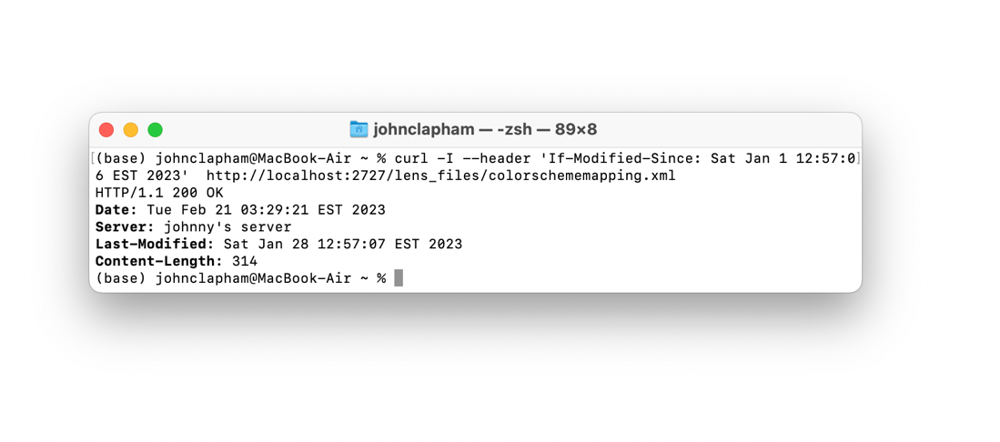 johnclapham — -zsh — 89×8
[(base) johnclapham@MacBook-Air ~ % curl -I --header 'If-Modified-Since: Sat Jan 1 12:57:0]
6 EST 2023'  http://localhost:2727/lens_files/colorschememapping.xml
HTTP/1.1 200 OK
Date: Tue Feb 21 03:29:21 EST 2023
Server: johnny's server
Last-Modified: Sat Jan 28 12:57:07 EST 2023
Content-Length: 314
(base) johnclapham@MacBook-Air ~ %